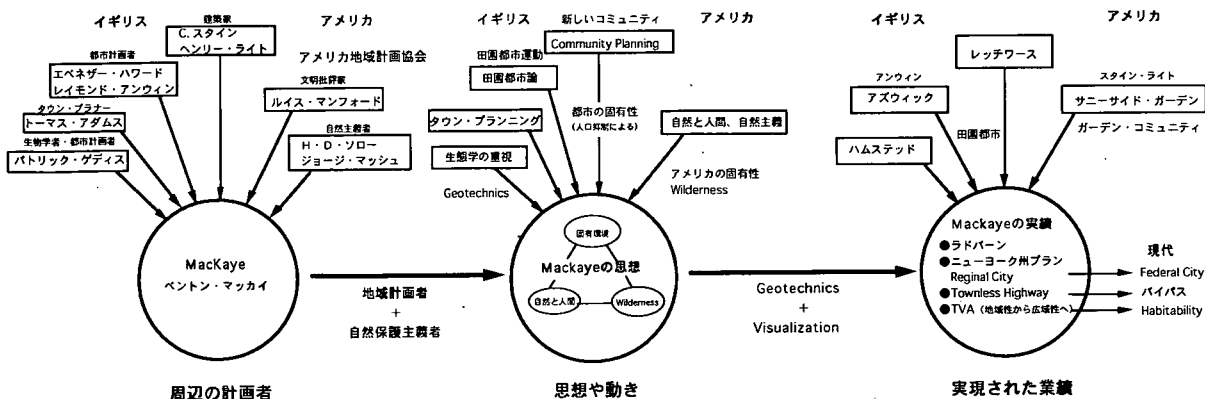 イギリス
アメリカ
建築家
C.スタイン
ヘンリー・ライト
アメリカ地域計画協会
都市計画者
エベネザー・ハワード
レイモンド・アンウィン
文明批評家
ルイス・マンフォード
タウン・プラナー
トーマス・アダムス
生物学者・都市計画者
パトリック・ゲディス
自然主義者
H・D・ソロー
ジョージ・マッシュ
MacKaye
ベントン・マッカイ
周辺の計画者
地域計画者
+
自然保護主義者
イギリス
アメリカ
新しいコミュニティ
Community Planning
田園都市運動
田園都市論
都市の固有性
(人口抑制による)
タウン・プランニング
自然と人間、自然主義
生態学の重視
Geotechnics
アメリカの固有性
Wilderness
固有環境
Mackayeの思想
自然と人間
Wilderness
思想や動き
Geotechnics
+
Visualization
イギリス
アメリカ
レッチワース
アンウィン
アズウィック
スタイン・ライト
サニーサイド・ガーデン
田園都市
ガーデン・コミュニティ
ハムステッド
Mackayeの実績
●ラドバーン
●ニューヨーク州プラン
Reginal City
●Townless Highway
●TVA（地域性から広域性へ）
現代
Federal City
バイパス
Habitability
実現された業績